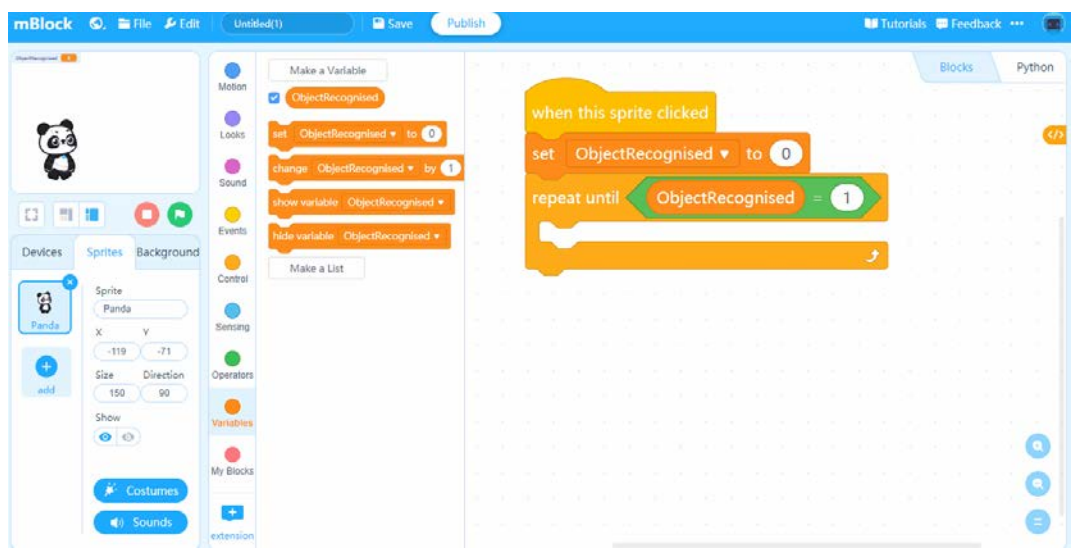 mBlock File Edit Untitled(1) Save Publish Tutorials Feedback
ObjectRecognised
Devices Sprites Background
Panda
add
Sprite
Panda
X Y
-119 -71
Size Direction
150 90
Show
Costumes
Sounds
Motion
Looks
Sound
Events
Control
Sensing
Operators
Variables
My Blocks
extension
Make a Variable
ObjectRecognised
set ObjectRecognised to 0
change ObjectRecognised by 1
show variable ObjectRecognised
hide variable ObjectRecognised
Make a List
Blocks Python
</>
when this sprite clicked
set ObjectRecognised to 0
repeat until ObjectRecognised = 1